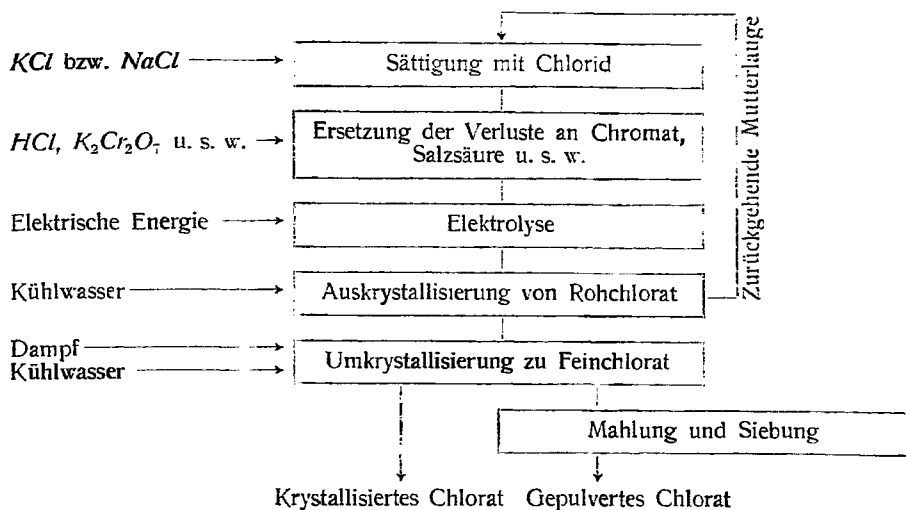 KCl bzw. NaCl
Sättigung mit Chlorid
HCl, K₂Cr₂O₇ u. s. w.
Ersetzung der Verluste an Chromat,
Salzsäure u. s. w.
Elektrische Energie
Elektrolyse
Kühlwasser
Auskrystallisierung von Rohchlorat
Zurückgehende Mutterlauge
Dampf
Kühlwasser
Umkrystallisierung zu Feinchlorat
Mahlung und Siebung
Krystallisiertes Chlorat
Gepulvertes Chlorat